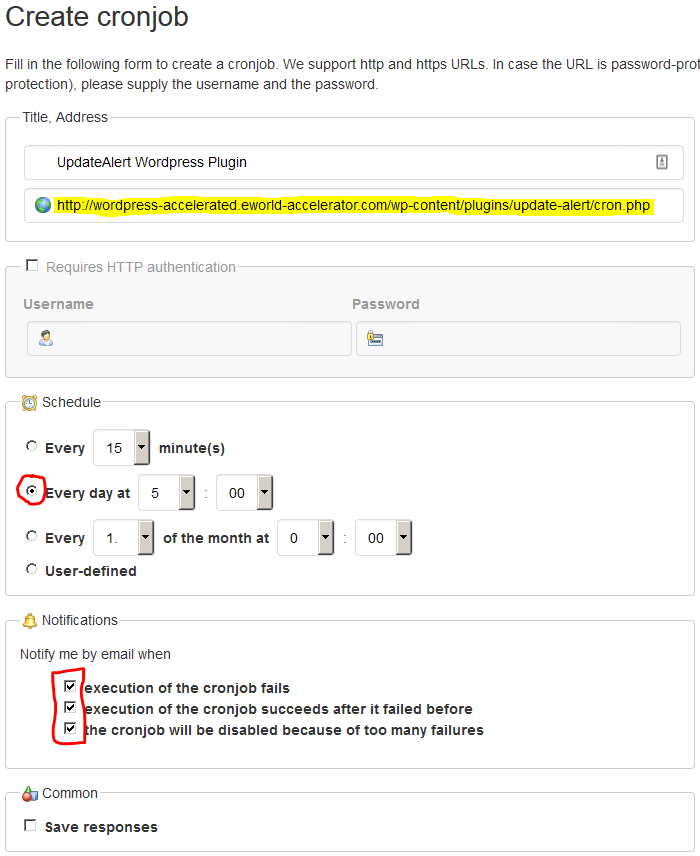 Create cronjob
Fill in the following form to create a cronjob. We support http and https URLs. In case the URL is password-prot
protection), please supply the username and the password.
Title, Address
UpdateAlert Wordpress Plugin
http://wordpress-accelerated.eworld-accelerator.com/wp-content/plugins/update-alert/cron.php
Requires HTTP authentication
Username Password
Schedule
Every 15 minute(s)
Every day at 5 : 00
Every 1. of the month at 0 : 00
User-defined
Notifications
Notify me by email when
execution of the cronjob fails
execution of the cronjob succeeds after it failed before
the cronjob will be disabled because of too many failures
Common
Save responses